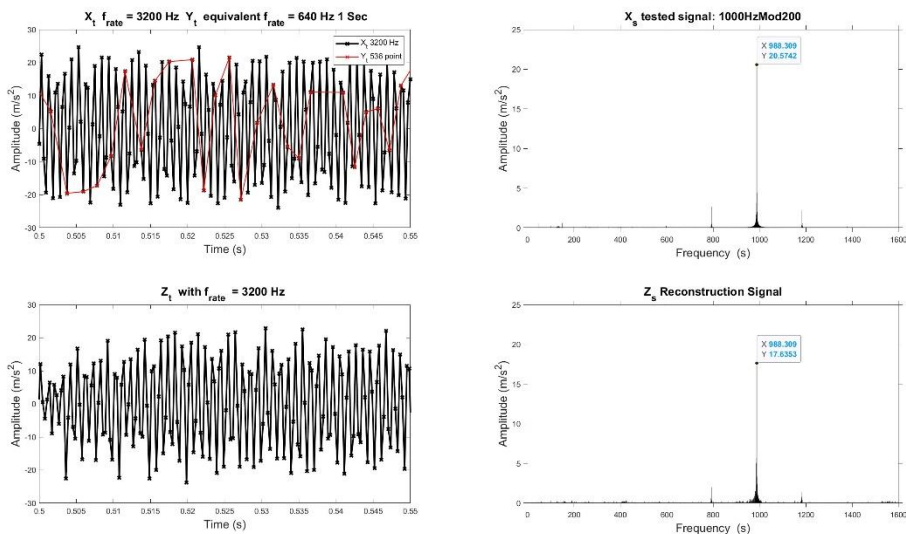 X_t f_rate = 3200 Hz Y_t equivalent f_rate = 640 Hz 1 Sec
X_t 3200 Hz
Y_t 536 point
Amplitude (m/s²)
30
20
10
0
-10
-20
-30
0.5 0.505 0.51 0.515 0.52 0.525 0.53 0.535 0.54 0.545 0.55
Time (s)
X_s tested signal: 1000HzMod200
X 988.309
Y 20.5742
Amplitude (m/s²)
25
20
15
10
5
0
0 200 400 600 800 1000 1200 1400 1600
Frequency (s)
Z_t with f_rate = 3200 Hz
Amplitude (m/s²)
30
20
10
0
-10
-20
-30
0.5 0.505 0.51 0.515 0.52 0.525 0.53 0.535 0.54 0.545 0.55
Time (s)
Z_s Reconstruction Signal
X 988.309
Y 17.6353
Amplitude (m/s²)
25
20
15
10
5
0
0 200 400 600 800 1000 1200 1400 1600
Frequency (s)